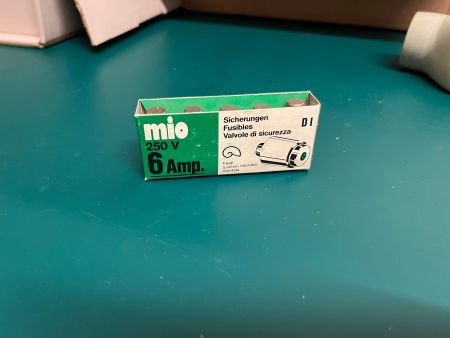 mio
250 V
6 Amp.
Sicherungen
Fusibles
Valvole di sicurezza
D I